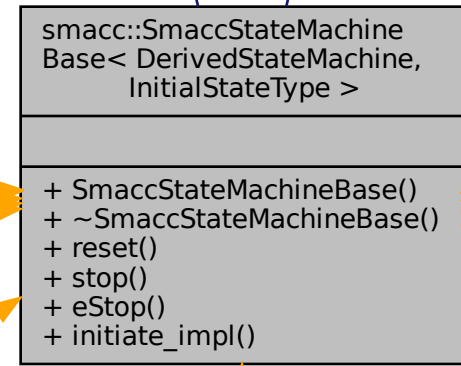 smacc::SmaccStateMachine
Base< DerivedStateMachine,
InitialStateType >
+ SmaccStateMachineBase()
+ ~SmaccStateMachineBase()
+ reset()
+ stop()
+ eStop()
+ initiate_impl()